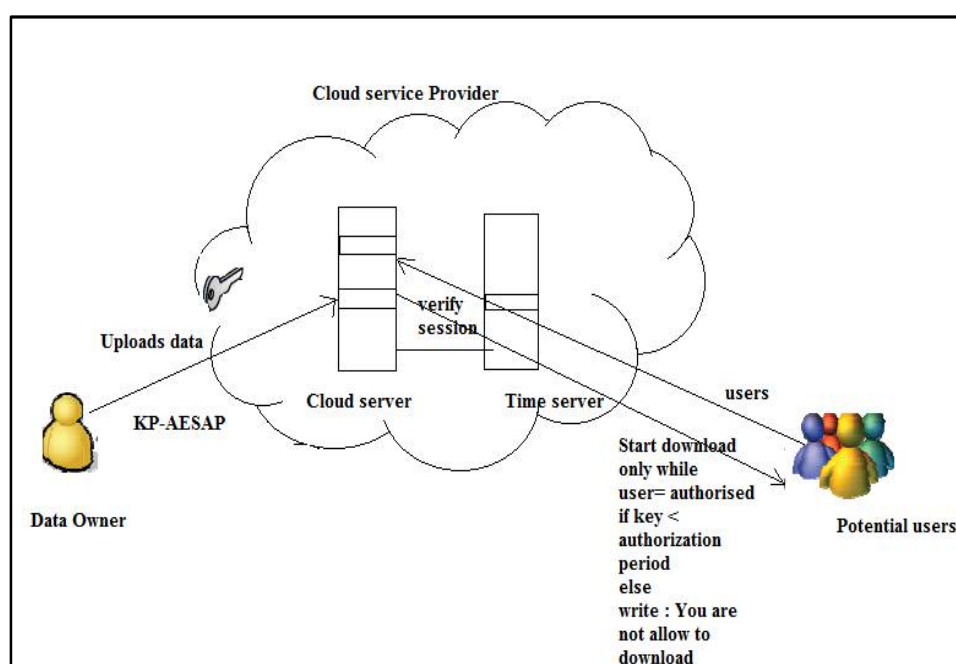 Cloud service Provider
verify
session
Uploads data
KP-AESAP
Cloud server
Time server
users
Data Owner
Potential users
Start download
only while
user= authorised
if key <
authorization
period
else
write : You are
not allow to
download